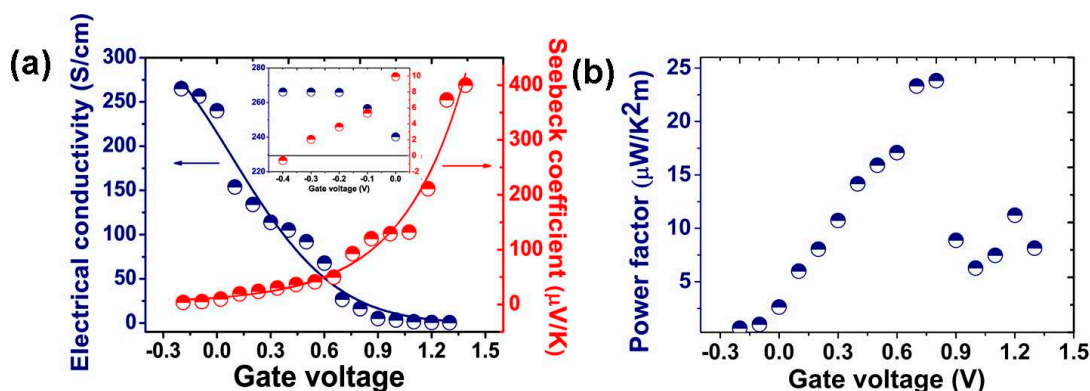 (a)
Electrical conductivity (S/cm)
300
250
200
150
100
50
0
-0.3 0.0 0.3 0.6 0.9 1.2 1.5
Gate voltage
Seebeck coefficient (μV/K)
400
300
200
100
0
280
260
240
220
10
8
6
4
2
0
-2
-0.4 -0.3 -0.2 -0.1 0.0
Gate voltage (V)
(b)
Power factor (μW/K²m)
25
20
15
10
5
-0.3 0.0 0.3 0.6 0.9 1.2 1.5
Gate voltage (V)